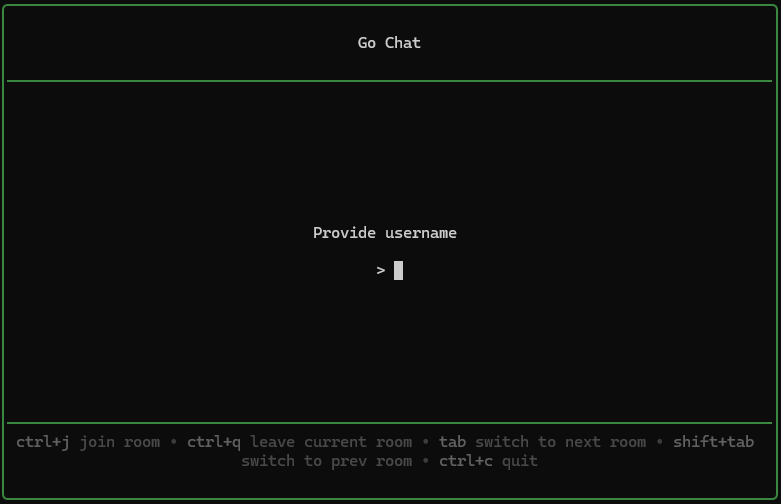 Go Chat
Provide username
>
ctrl+j join room • ctrl+q leave current room • tab switch to next room • shift+tab
switch to prev room • ctrl+c quit